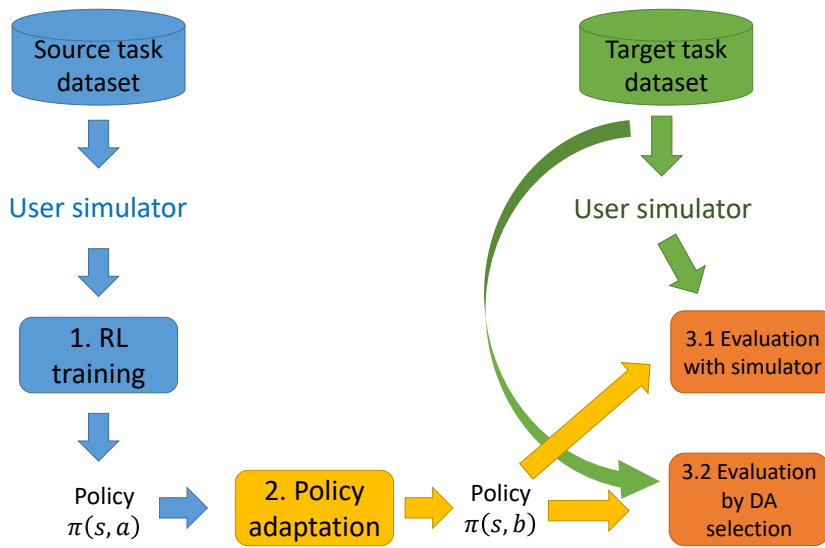 Source task
dataset
Target task
dataset
User simulator
User simulator
1. RL
training
3.1 Evaluation
with simulator
Policy
π(s, a)
2. Policy
adaptation
Policy
π(s, b)
3.2 Evaluation
by DA
selection